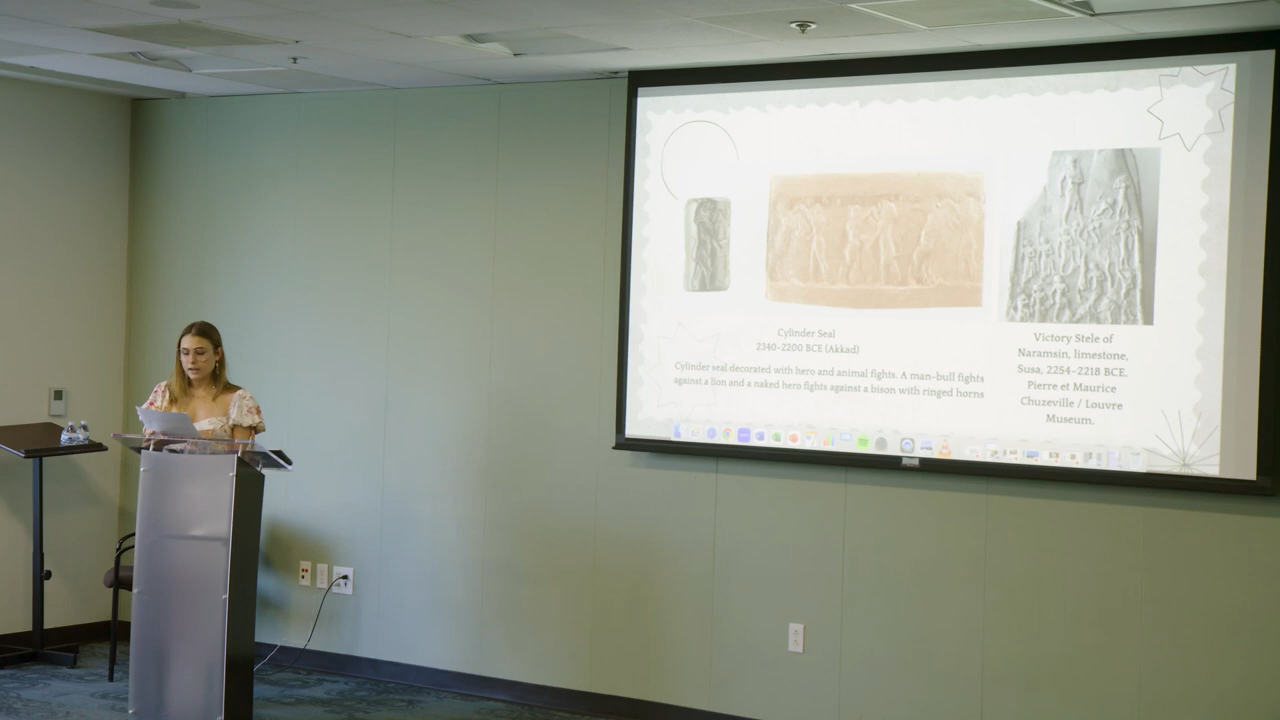 Cylinder Seal
2340-2200 BCE (Akkad)
Cylinder seal decorated with hero and animal fights. A man-bull fights
against a lion and a naked hero fights against a bison with ringed horns
Victory Stele of
Naramsin, limestone,
Susa, 2254-2218 BCE.
Pierre et Maurice
Chuzeville / Louvre
Museum.